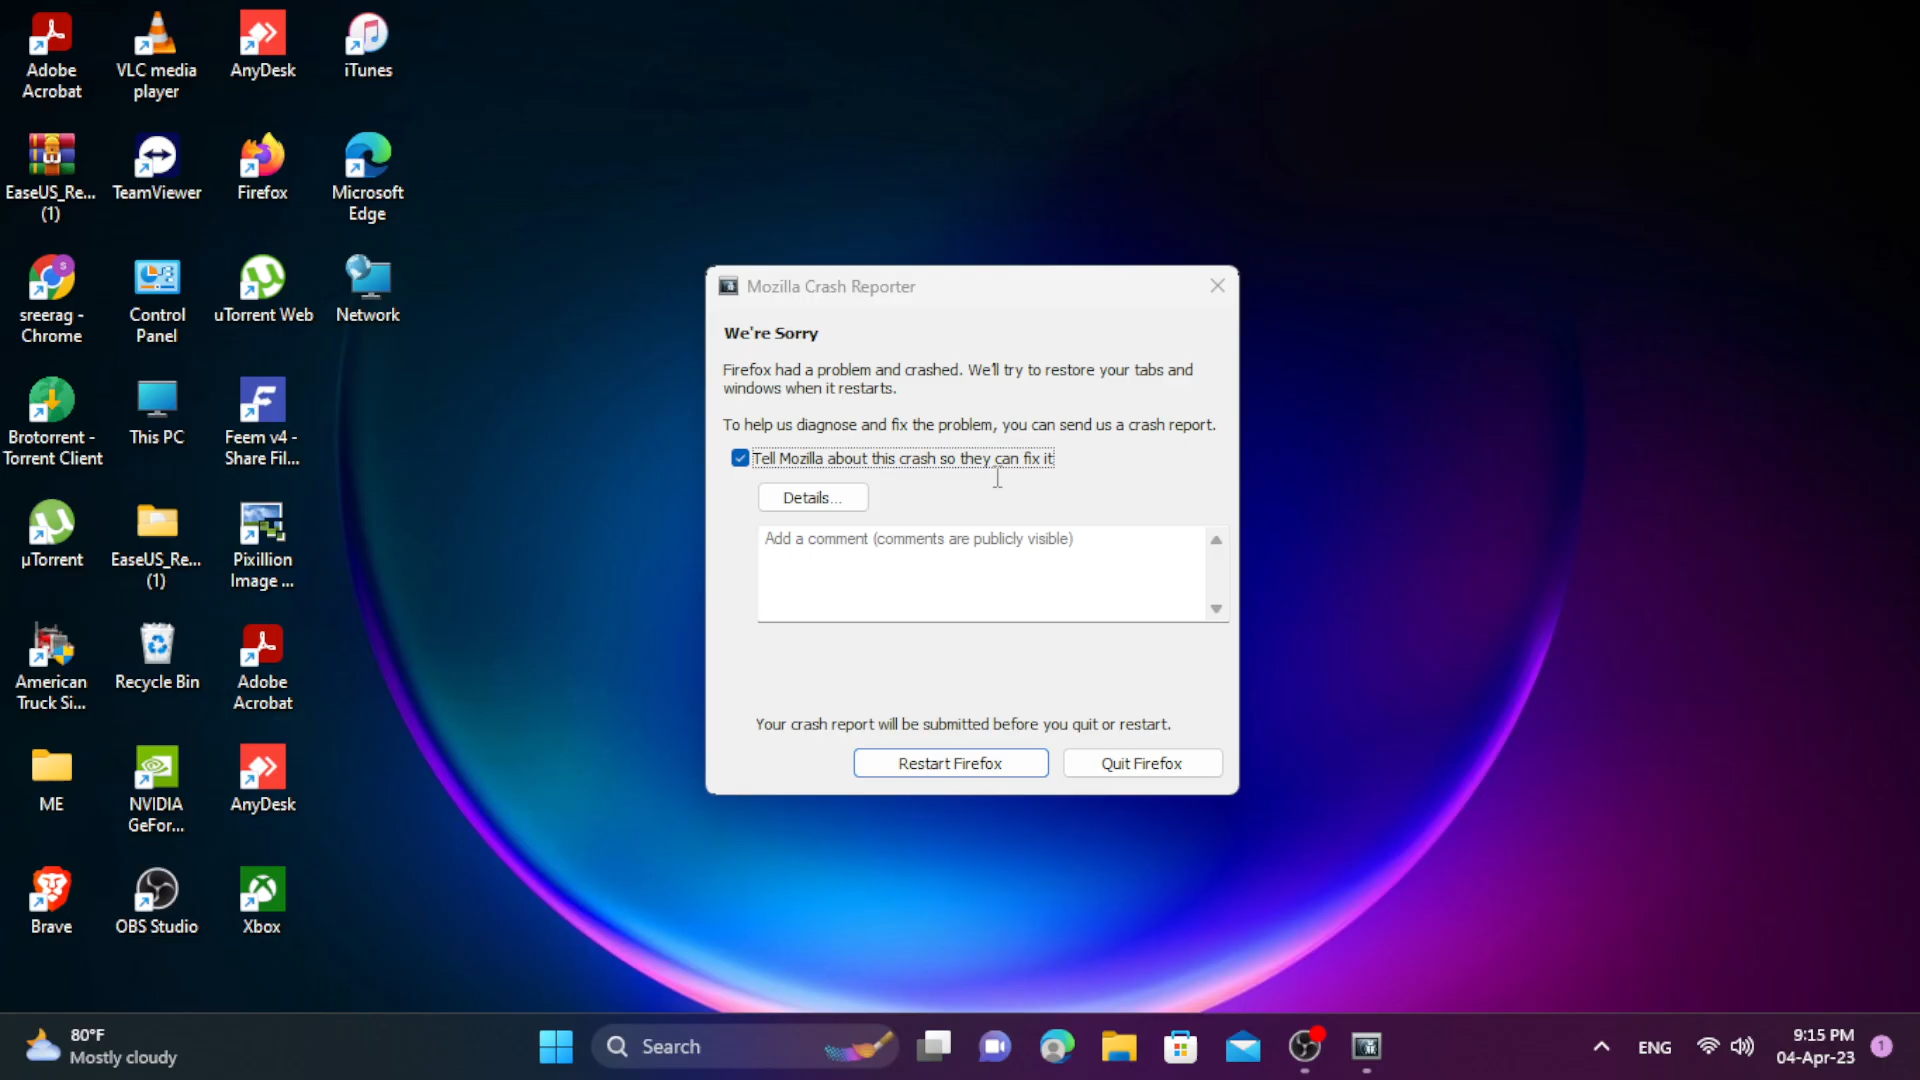 Adobe
Acrobat
VLC media
player
AnyDesk
iTunes
EaseUS_Re...
(1)
TeamViewer
Firefox
Microsoft
Edge
sreerag -
Chrome
Control
Panel
uTorrent Web
Network
Brotorrent -
Torrent Client
This PC
Feem v4 -
Share Fil...
µTorrent
EaseUS_Re...
(1)
Pixillion
Image ...
American
Truck Si...
Recycle Bin
Adobe
Acrobat
ME
NVIDIA
GeFor...
AnyDesk
Brave
OBS Studio
Xbox
Mozilla Crash Reporter
We're Sorry
Firefox had a problem and crashed. We'll try to restore your tabs and
windows when it restarts.
To help us diagnose and fix the problem, you can send us a crash report.
Tell Mozilla about this crash so they can fix it
Details...
Add a comment (comments are publicly visible)
Your crash report will be submitted before you quit or restart.
Restart Firefox
Quit Firefox
80°F
Mostly cloudy
Search
ENG
9:15 PM
04-Apr-23
1